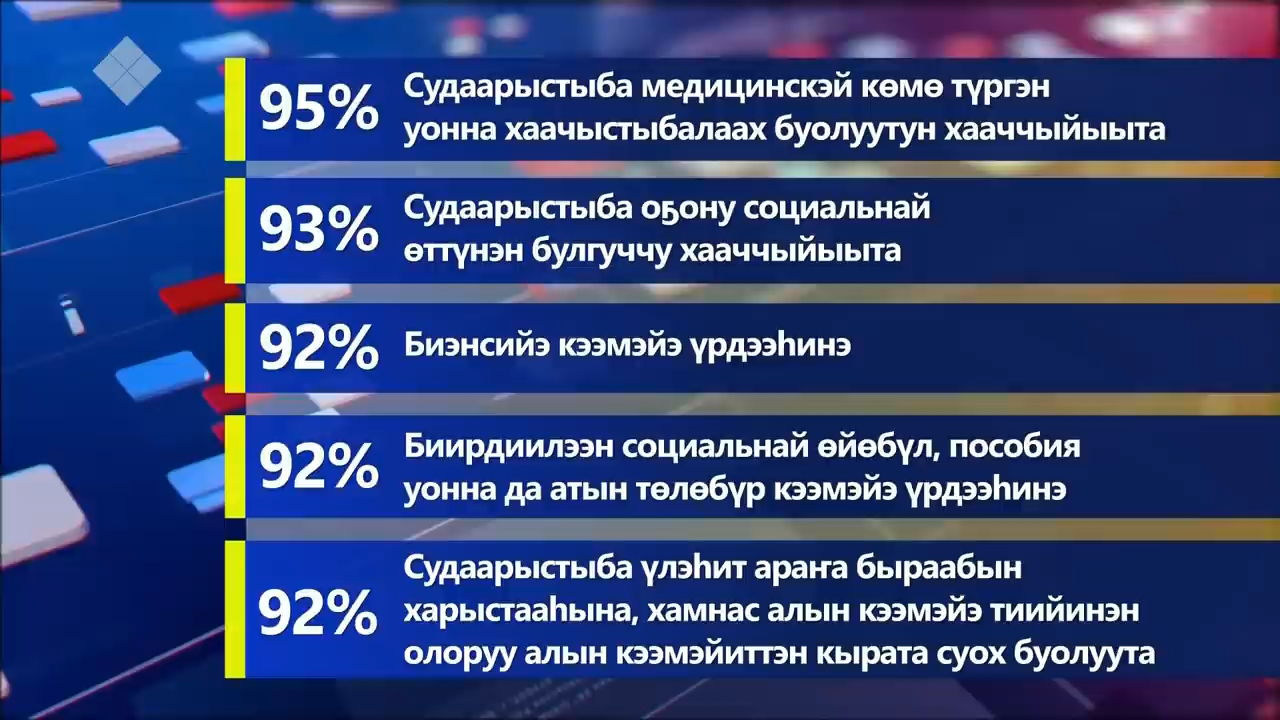 95%
Судаарыстыба медицинскэй көмө түргэн
уонна хаачыстыбалаах буолуутун хааччыйыыта
93%
Судаарыстыба оҕону социальнай
өттүнэн булгуччу хааччыйыыта
92%
Биэнсийэ кээмэйэ үрдээһинэ
92%
Биирдиилээн социальнай өйөбүл, пособия
уонна да атын төлөбүр кээмэйэ үрдээһинэ
92%
Судаарыстыба үлэһит араҥа быраабын
харыстааһына, хамнас алын кээмэйэ тиийинэн
олоруу алын кээмэйиттэн кырата суох буолуута